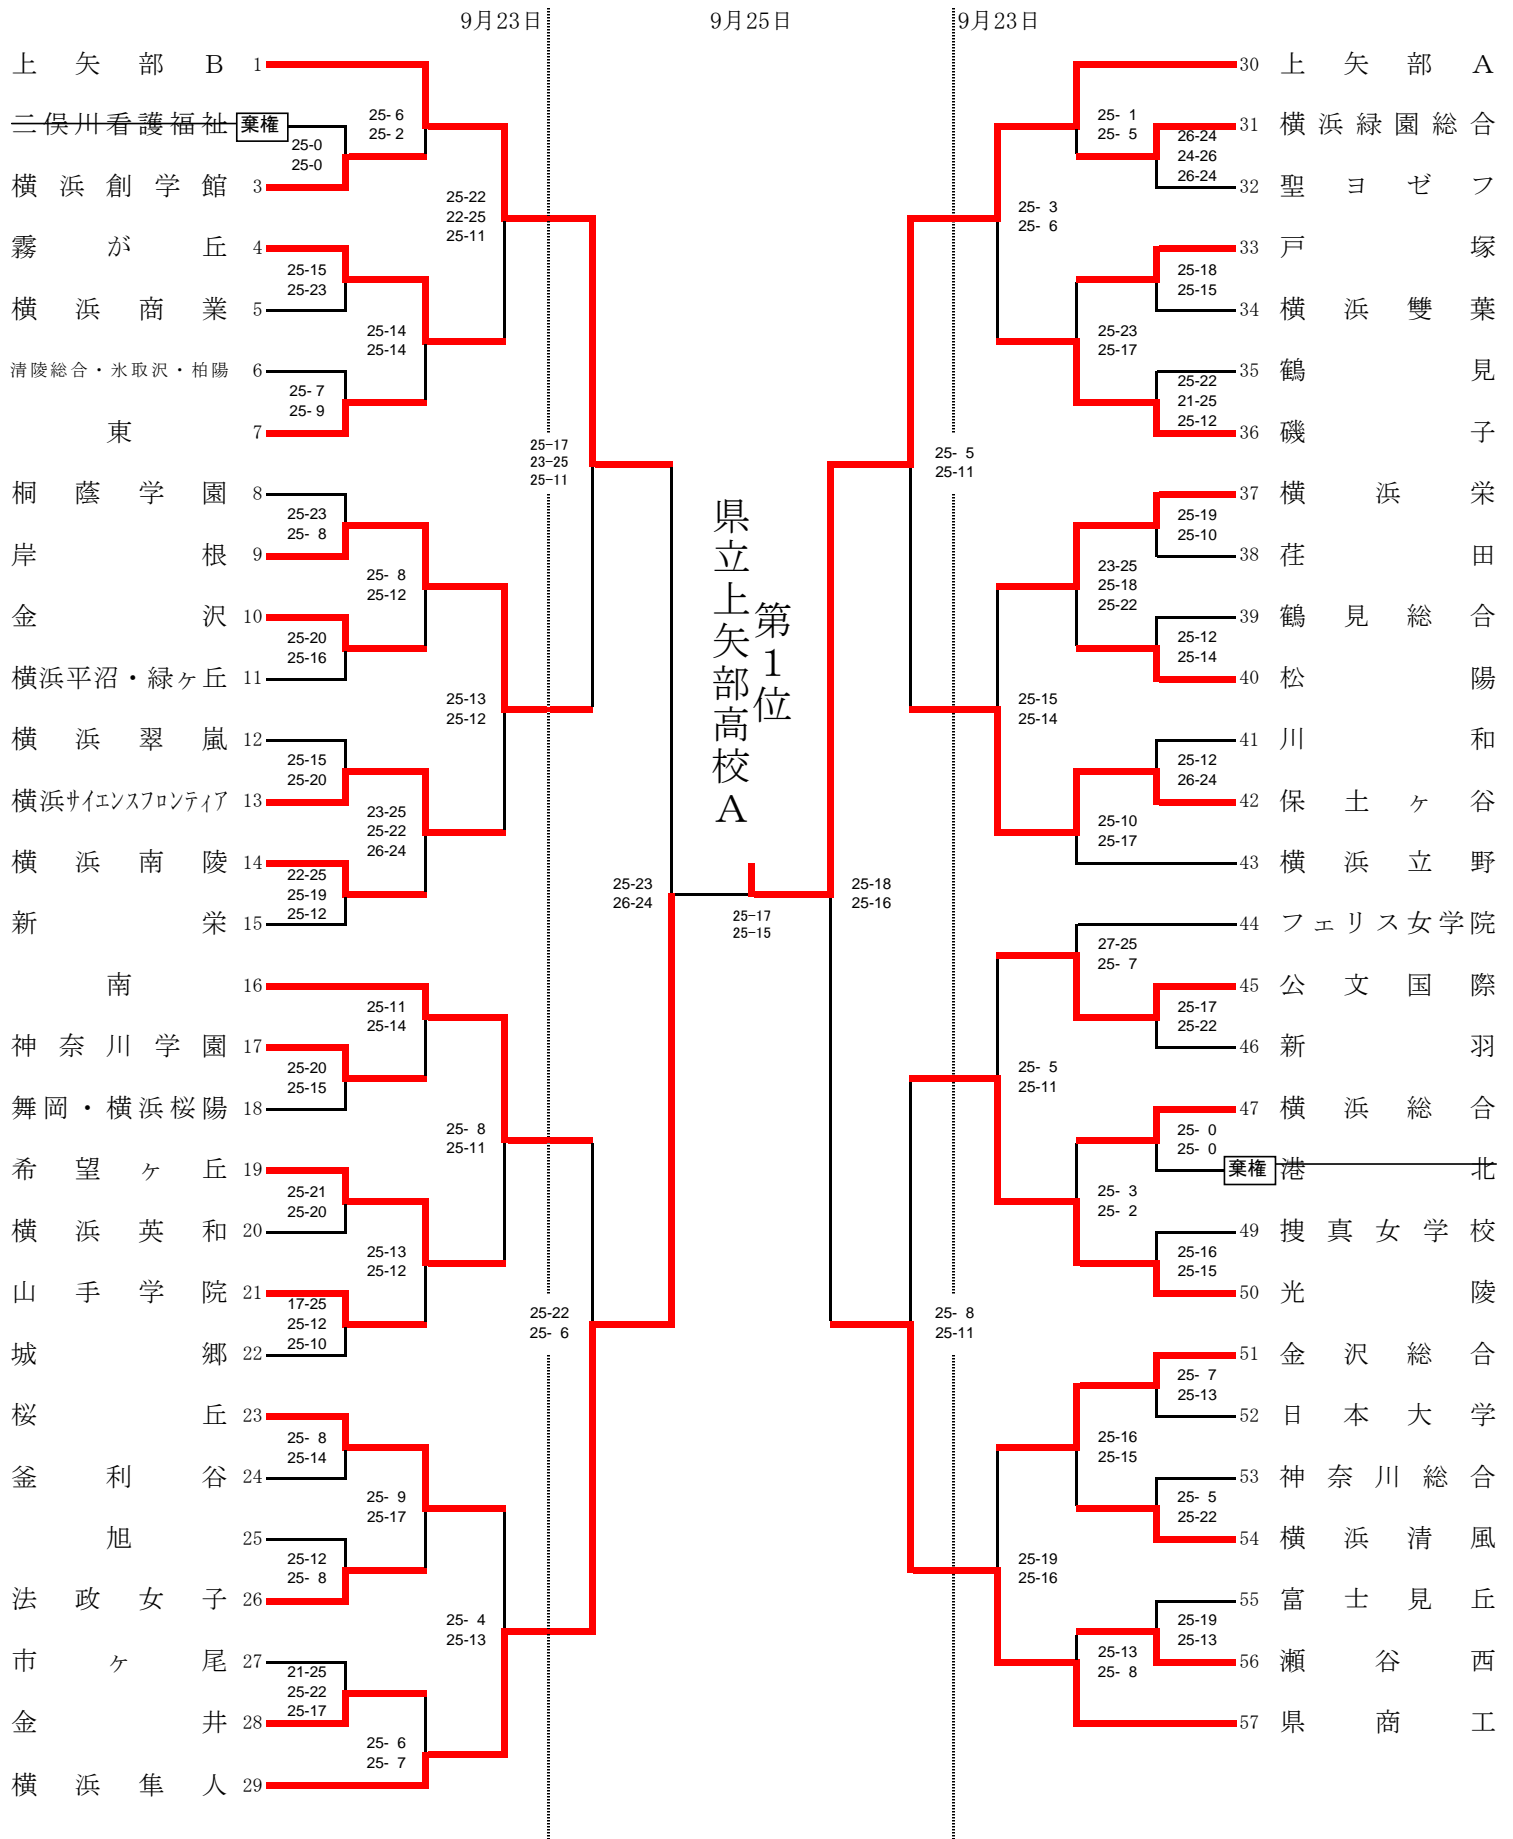 9月23日 9月25日 9月23日
上矢部B 1
二俣川看護福祉 棄権
横浜創学館 3
霧が丘 4
横浜商業 5
清陵総合・氷取沢・柏陽 6
東 7
桐蔭学園 8
岸根 9
金沢 10
横浜平沼・緑ヶ丘 11
横浜翠嵐 12
横浜サイエンスフロンティア 13
横浜南陵 14
新栄 15
南 16
神奈川学園 17
舞岡・横浜桜陽 18
希望ヶ丘 19
横浜英和 20
山手学院 21
城郷 22
桜丘 23
釜利谷 24
旭 25
法政女子 26
市ヶ尾 27
金井 28
横浜隼人 29
25-0
25-0
25-15
25-23
25- 7
25- 9
25-23
25- 8
25-20
25-16
25-15
25-20
22-25
25-19
25-12
25-20
25-15
25-21
25-20
17-25
25-12
25-10
25- 8
25-14
25-12
25- 8
21-25
25-22
25-17
25- 6
25- 2
25-14
25-14
25- 8
25-12
23-25
25-22
26-24
25-11
25-14
25-13
25-12
25- 9
25-17
25- 6
25- 7
25-22
22-25
25-11
25-13
25-12
25- 8
25-11
25- 4
25-13
25-17
23-25
25-11
25-22
25- 6
25-23
26-24
第1位
県立上矢部高校A
25-17
25-15
25-18
25-16
25- 5
25-11
25- 8
25-11
25- 3
25- 6
25-15
25-14
25- 5
25-11
25-19
25-16
25- 1
25- 5
25-23
25-17
23-25
25-18
25-22
25-10
25-17
27-25
25- 7
25- 3
25- 2
25-16
25-15
25-13
25- 8
26-24
24-26
26-24
25-18
25-15
25-22
21-25
25-12
25-19
25-10
25-12
25-14
25-12
26-24
25-17
25-22
25- 0
25- 0
25-16
25-15
25- 7
25-13
25- 5
25-22
25-19
25-13
30 上矢部A
31 横浜緑園総合
32 聖ヨゼフ
33 戸塚
34 横浜雙葉
35 鶴見
36 磯子
37 横浜栄
38 荏田
39 鶴見総合
40 松陽
41 川和
42 保土ヶ谷
43 横浜立野
44 フェリス女学院
45 公文国際
46 新羽
47 横浜総合
棄権 港北
49 捜真女学校
50 光陵
51 金沢総合
52 日本大学
53 神奈川総合
54 横浜清風
55 富士見丘
56 瀬谷西
57 県商工